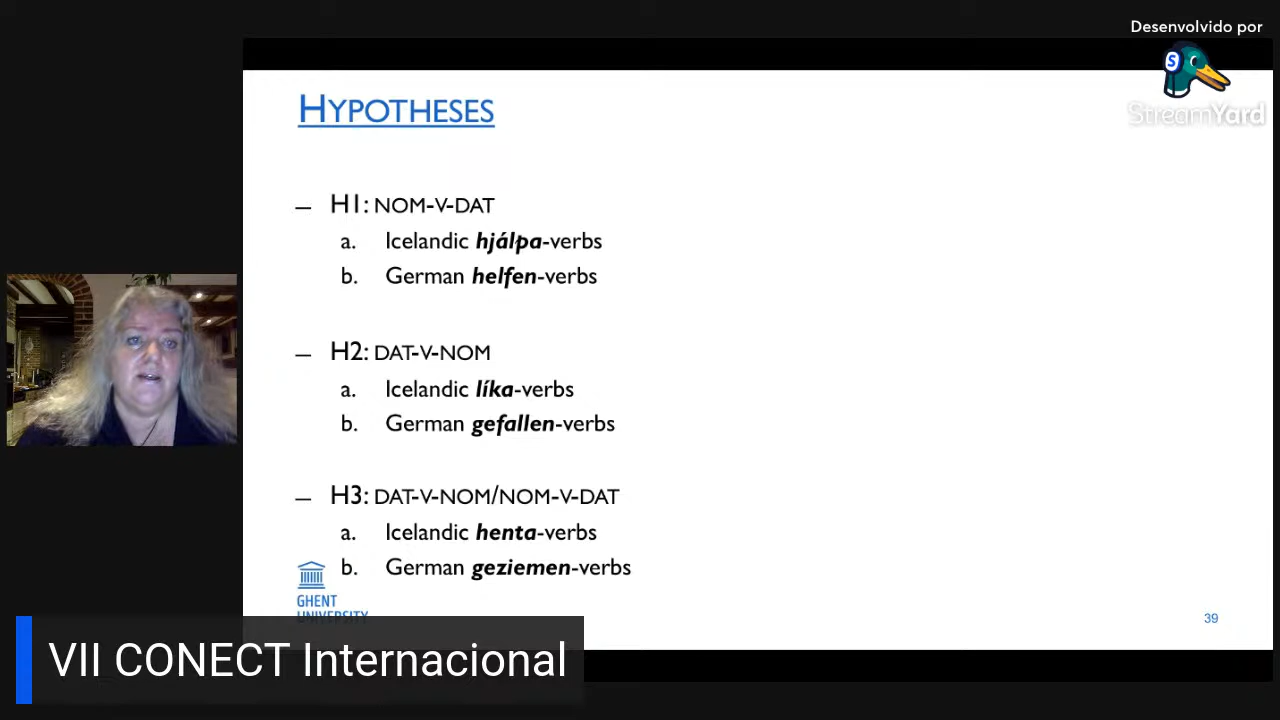 Desenvolvido por
StreamYard
HYPOTHESES
– H1: NOM-V-DAT
a. Icelandic hjálpa-verbs
b. German helfen-verbs
– H2: DAT-V-NOM
a. Icelandic líka-verbs
b. German gefallen-verbs
– H3: DAT-V-NOM/NOM-V-DAT
a. Icelandic henta-verbs
b. German geziemen-verbs
GHENT
UNIVERSITY
39
VII CONECT Internacional